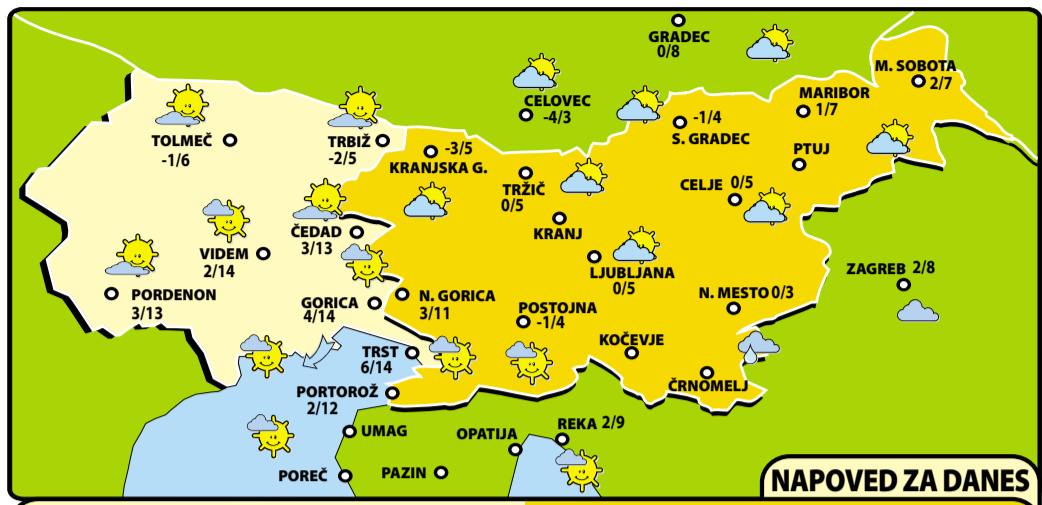 GRADEC
0/8
M. SOBOTA
2/7
MARIBOR
1/7
CELOVEC
-4/3
-1/4
S. GRADEC
TOLMEČ
-1/6
TRBIŽ
-2/5
-3/5
KRANJSKA G.
PTUJ
TRŽIČ
0/5
CELJE 0/5
ČEDAD
3/13
KRANJ
VIDEM
2/14
LJUBLJANA
0/5
ZAGREB 2/8
PORDENON
3/13
GORICA
4/14
N. GORICA
3/11
N. MESTO 0/3
POSTOJNA
-1/4
KOČEVJE
TRST
6/14
ČRNOMELJ
PORTOROŽ
2/12
UMAG
OPATIJA
REKA 2/9
POREČ
PAZIN
NAPOVED ZA DANES